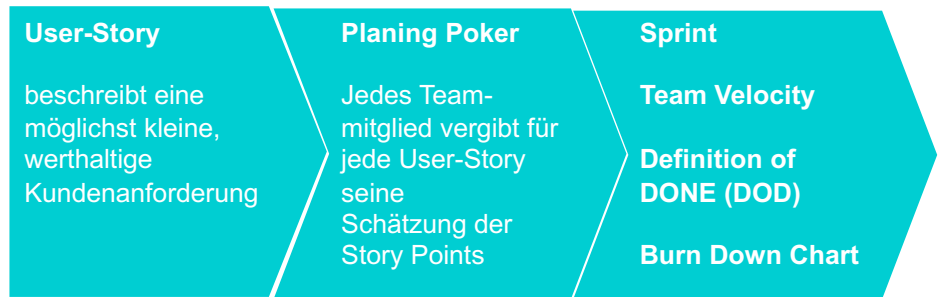 User-Story
beschreibt eine
möglichst kleine,
werthaltige
Kundenanforderung
Planing Poker
Jedes Team-
mitglied vergibt für
jede User-Story
seine
Schätzung der
Story Points
Sprint
Team Velocity
Definition of
DONE (DOD)
Burn Down Chart